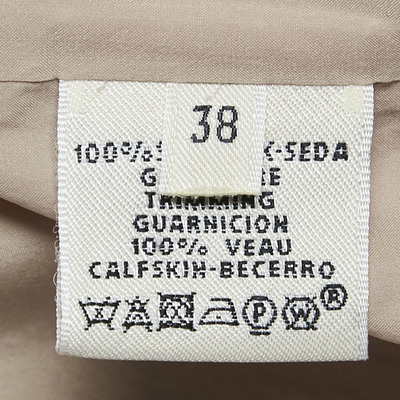 38
100% -SEDA
TRIMMING
GUARNICION
100% VEAU
CALFSKIN-BECERRO
P W ®